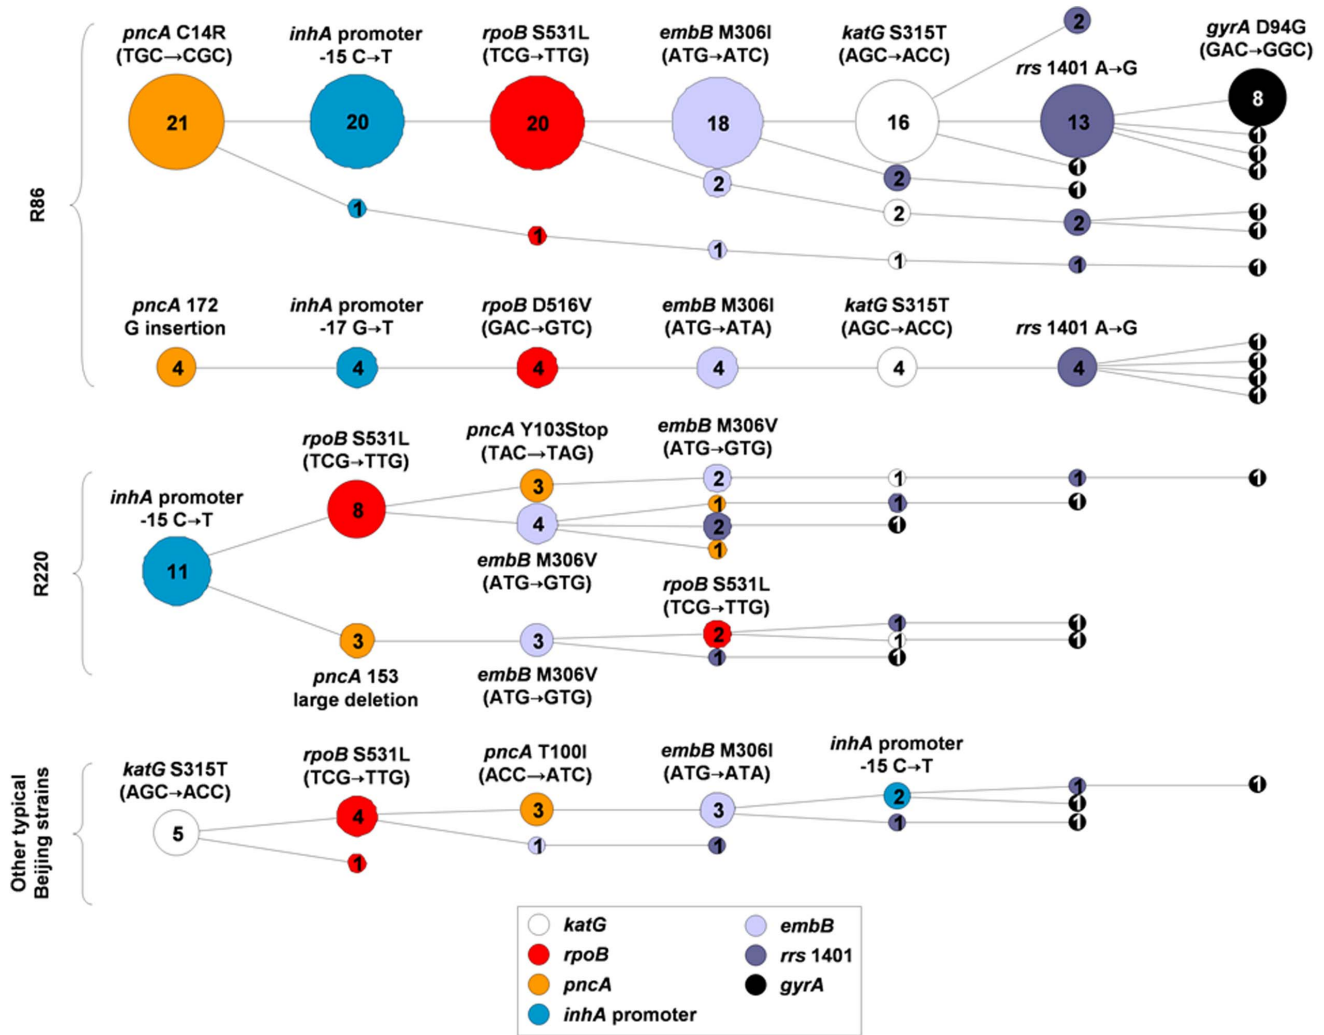 pncA C14R
(TGC→CGC)
inhA promoter
-15 C→T
rpoB S531L
(TCG→TTG)
embB M306I
(ATG→ATC)
katG S315T
(AGC→ACC)
rrs 1401 A→G
gyrA D94G
(GAC→GGC)
R86
2
21
20
20
18
16
13
8
1
1
1
1
1
2
2
1
2
2
1
1
1
1
1
1
1
1
pncA 172
G insertion
inhA promoter
-17 G→T
rpoB D516V
(GAC→GTC)
embB M306I
(ATG→ATA)
katG S315T
(AGC→ACC)
rrs 1401 A→G
4
4
4
4
4
4
1
1
1
1
R220
inhA promoter
-15 C→T
rpoB S531L
(TCG→TTG)
pncA Y103Stop
(TAC→TAG)
embB M306V
(ATG→GTG)
11
8
3
2
1
1
1
4
1
1
1
2
1
1
embB M306V
(ATG→GTG)
rpoB S531L
(TCG→TTG)
3
3
2
1
1
1
1
1
1
pncA 153
large deletion
embB M306V
(ATG→GTG)
Other typical
Beijing strains
katG S315T
(AGC→ACC)
rpoB S531L
(TCG→TTG)
pncA T100I
(ACC→ATC)
embB M306I
(ATG→ATA)
inhA promoter
-15 C→T
5
4
3
3
2
1
1
1
1
1
1
1
1
katG
rpoB
pncA
inhA promoter
embB
rrs 1401
gyrA